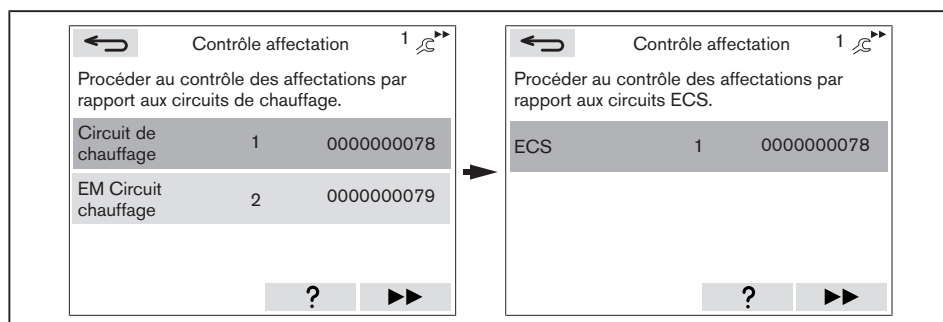 Contrôle affectation 1
Procéder au contrôle des affectations par
rapport aux circuits de chauffage.
Circuit de
chauffage 1 0000000078
EM Circuit
chauffage 2 0000000079
?
Contrôle affectation 1
Procéder au contrôle des affectations par
rapport aux circuits ECS.
ECS 1 0000000078
?